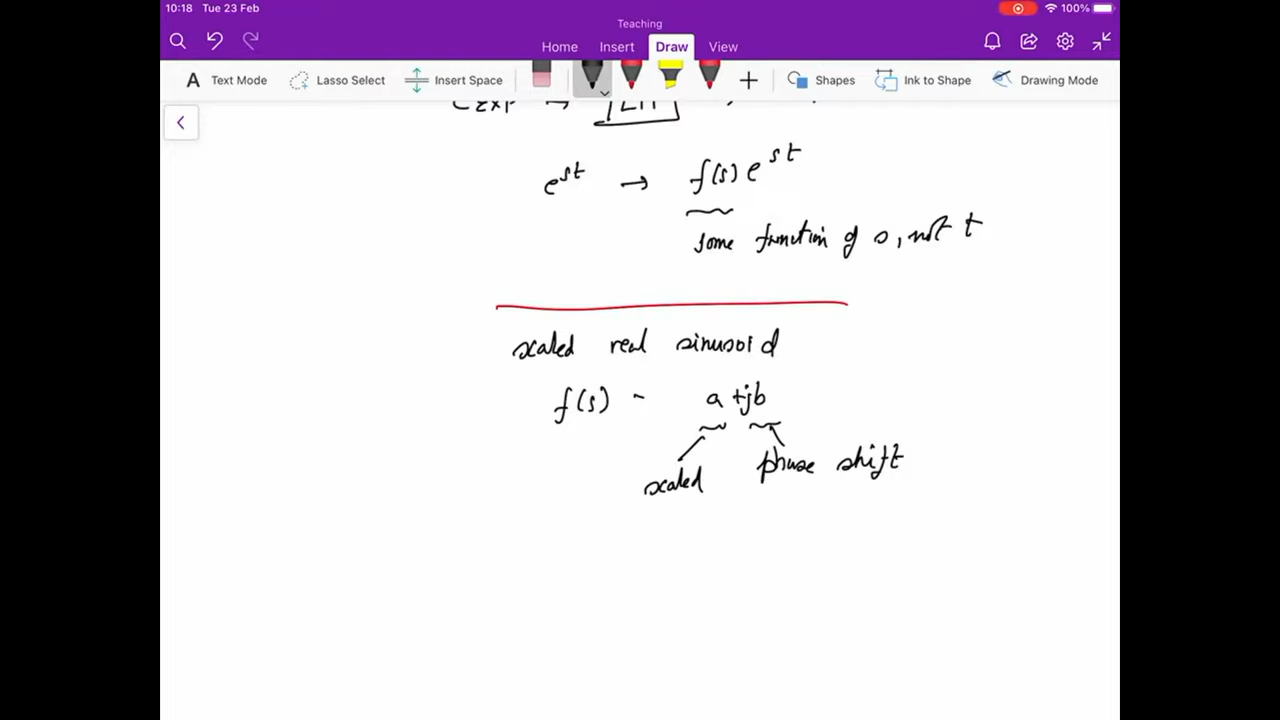 10:18 Tue 23 Feb 100%
Teaching
Home Insert Draw View
A Text Mode Lasso Select Insert Space Shapes Ink to Shape Drawing Mode
e^st → f(s) e^st
some function of s, not t
scaled real sinusoid
f(s) = a + jb
scaled phase shift